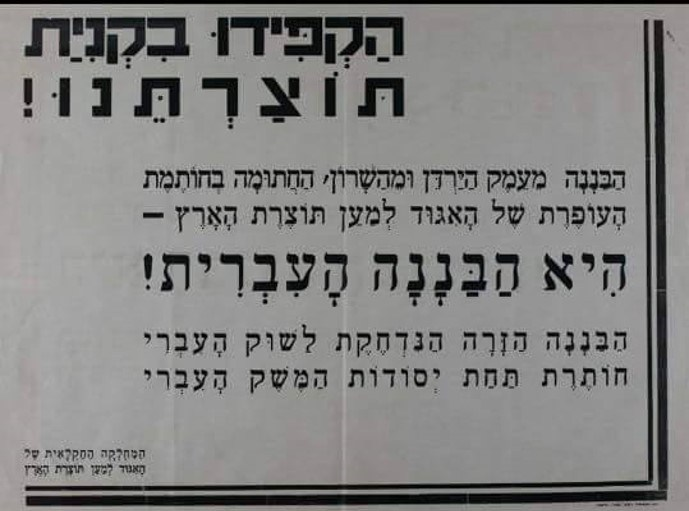 הַקְפִּידוּ בִּקְנִיַּת
תּוֹצַרְתֵּנוּ!
הַבַּנָנָה מֵעֵמֶק הַיַּרְדֵּן וּמֵהַשָּׁרוֹן, הַחֲתוּמָה בְּחוֹתֶמֶת
הָעוֹפֶרֶת שֶׁל הָאִגּוּד לְמַעַן תּוֹצֶרֶת הָאָרֶץ –
הִיא הַבַּנָנָה הָעִבְרִית!
הַבַּנָנָה הַזָּרָה הַנִּדְחֶקֶת לַשּׁוּק הָעִבְרִי
חוֹתֶרֶת תַּחַת יְסוֹדוֹת הַמֶּשֶׁק הָעִבְרִי
הַמַּחְלָקָה הַחַקְלָאִית שֶׁל
הָאִגּוּד לְמַעַן תּוֹצֶרֶת הָאָרֶץ